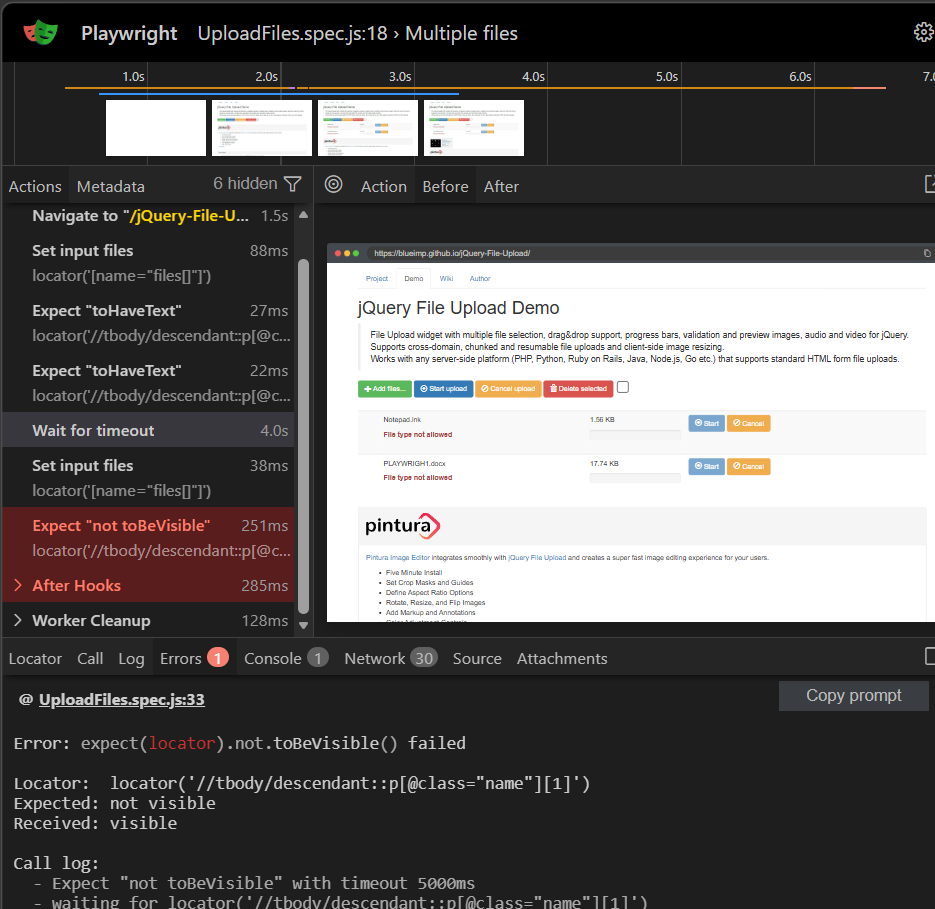 Playwright UploadFiles.spec.js:18 › Multiple files
1.0s 2.0s 3.0s 4.0s 5.0s 6.0s 7.0
Actions Metadata 6 hidden
Navigate to "/jQuery-File-U... 1.5s
Set input files 88ms
locator('[name="files[]"]')
Expect "toHaveText" 27ms
locator('//tbody/descendant::p[@c...
Expect "toHaveText" 22ms
locator('//tbody/descendant::p[@c...
Wait for timeout 4.0s
Set input files 38ms
locator('[name="files[]"]')
Expect "not toBeVisible" 251ms
locator('//tbody/descendant::p[@c...
After Hooks 285ms
Worker Cleanup 128ms
Action Before After
https://blueimp.github.io/jQuery-File-Upload/
Project Demo Wiki Author
jQuery File Upload Demo
File Upload widget with multiple file selection, drag&drop support, progress bars, validation and preview images, audio and video for jQuery.
Supports cross-domain, chunked and resumable file uploads and client-side image resizing.
Works with any server-side platform (PHP, Python, Ruby on Rails, Java, Node.js, Go etc.) that supports standard HTML form file uploads.
Add files... Start upload Cancel upload Delete selected
Notepad.lnk 1.56 KB Start Cancel
File type not allowed
PLAYWRIGH1.docx 17.74 KB Start Cancel
File type not allowed
pintura
Pintura Image Editor integrates smoothly with jQuery File Upload and creates a super fast image editing experience for your users.
Five Minute Install
Set Crop Masks and Guides
Define Aspect Ratio Options
Rotate, Resize, and Flip Images
Add Markup and Annotations
Locator Call Log Errors 1 Console 1 Network 30 Source Attachments
@ UploadFiles.spec.js:33
Copy prompt
Error: expect(locator).not.toBeVisible() failed
Locator: locator('//tbody/descendant::p[@class="name"][1]')
Expected: not visible
Received: visible
Call log:
- Expect "not toBeVisible" with timeout 5000ms
- waiting for locator('//tbody/descendant::p[@class="name"][1]')